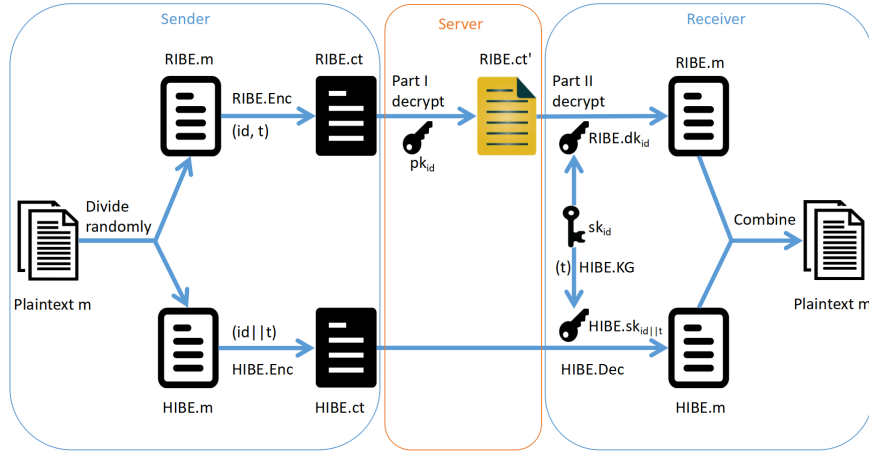 Sender
Server
Receiver
RIBE.m
RIBE.ct
RIBE.ct'
RIBE.m
RIBE.Enc
(id, t)
Part I
decrypt
pk_id
Part II
decrypt
RIBE.dk_id
Divide
randomly
Plaintext m
sk_id
(t) HIBE.KG
Combine
Plaintext m
(id||t)
HIBE.Enc
HIBE.sk_id||t
HIBE.Dec
HIBE.m
HIBE.ct
HIBE.m